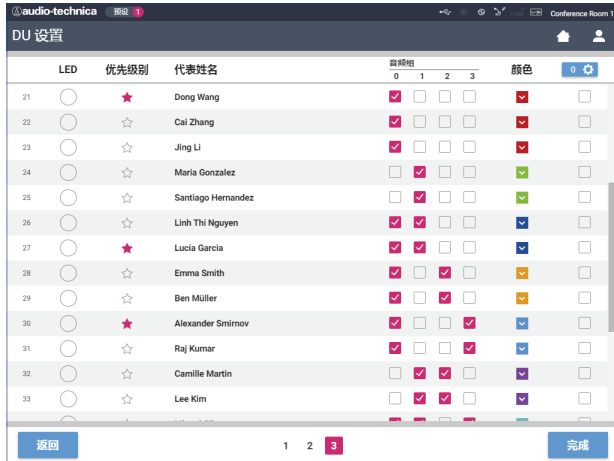 audio-technica 预设 1 Conference Room 1
DU 设置
LED 优先级别 代表姓名 音频组 0 1 2 3 颜色 0
21 Dong Wang
22 Cai Zhang
23 Jing Li
24 Maria Gonzalez
25 Santiago Hernandez
26 Linh Thi Nguyen
27 Lucía Garcia
28 Emma Smith
29 Ben Müller
30 Alexander Smirnov
31 Raj Kumar
32 Camille Martin
33 Lee Kim
返回 1 2 3 完成